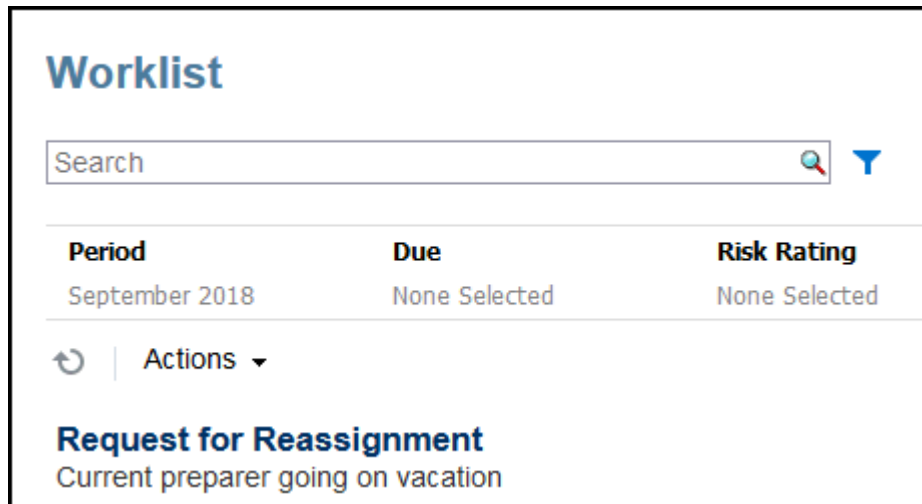 Worklist
Search
Period Due Risk Rating
September 2018 None Selected None Selected
Actions
Request for Reassignment
Current preparer going on vacation